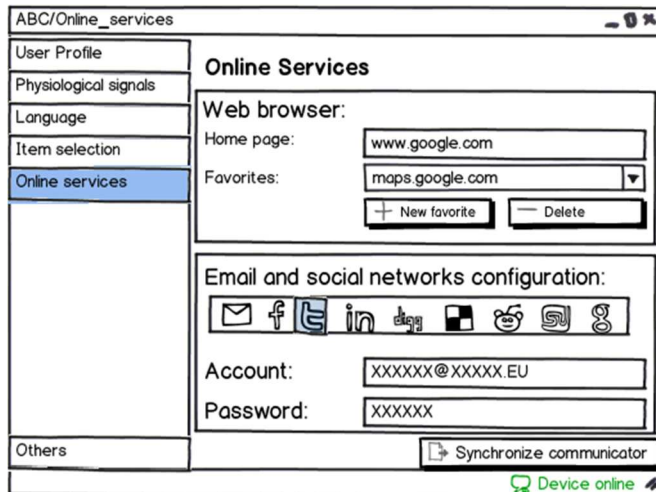 ABC/Online_services
User Profile
Physiological signals
Language
Item selection
Online services
Others
Online Services
Web browser:
Home page: www.google.com
Favorites: maps.google.com
New favorite Delete
Email and social networks configuration:
f t in digg g
Account: XXXXXX@XXXXX.EU
Password: XXXXXX
Synchronize communicator
Device online